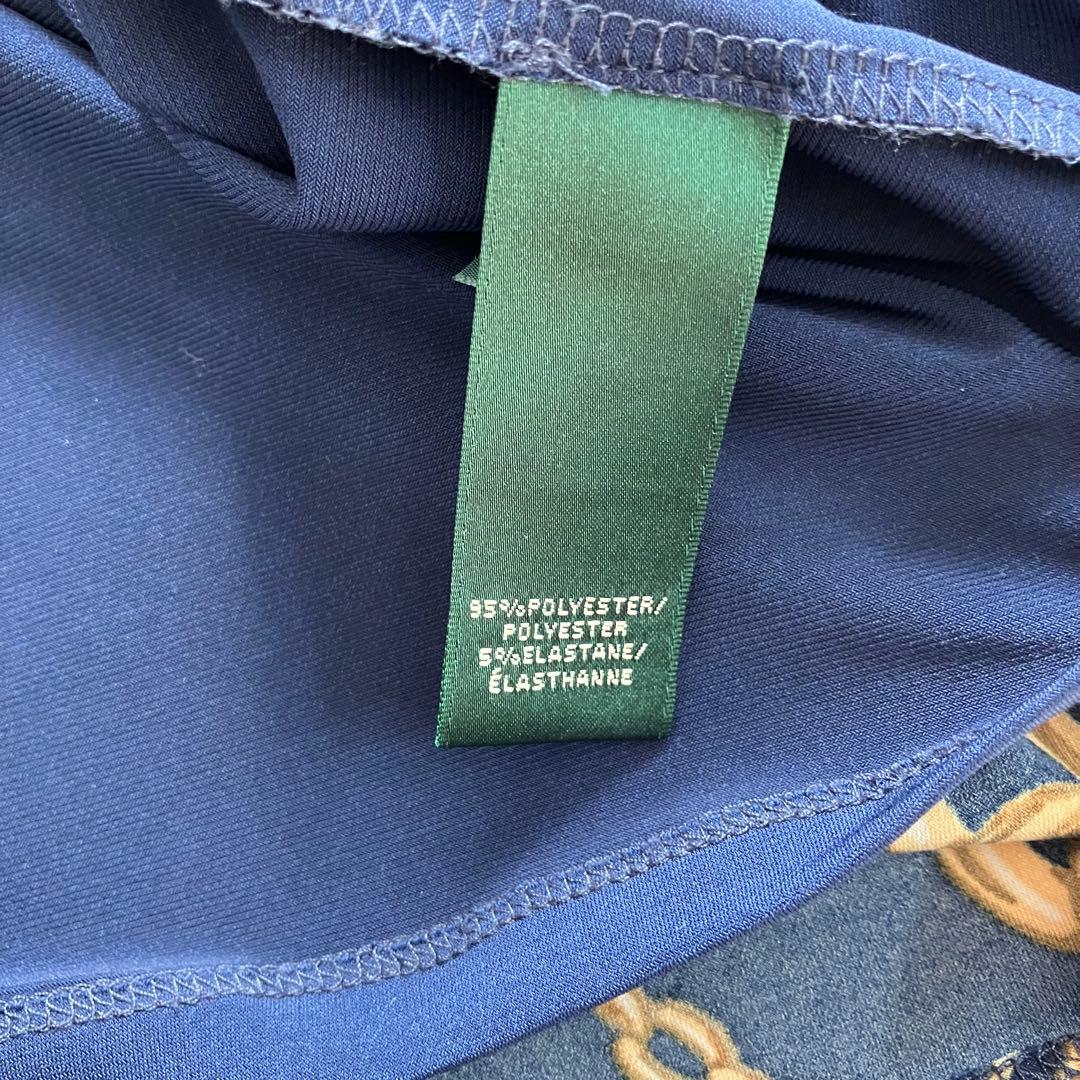 95%POLYESTER/
POLYESTER
5%ELASTANE/
ÉLASTHANNE